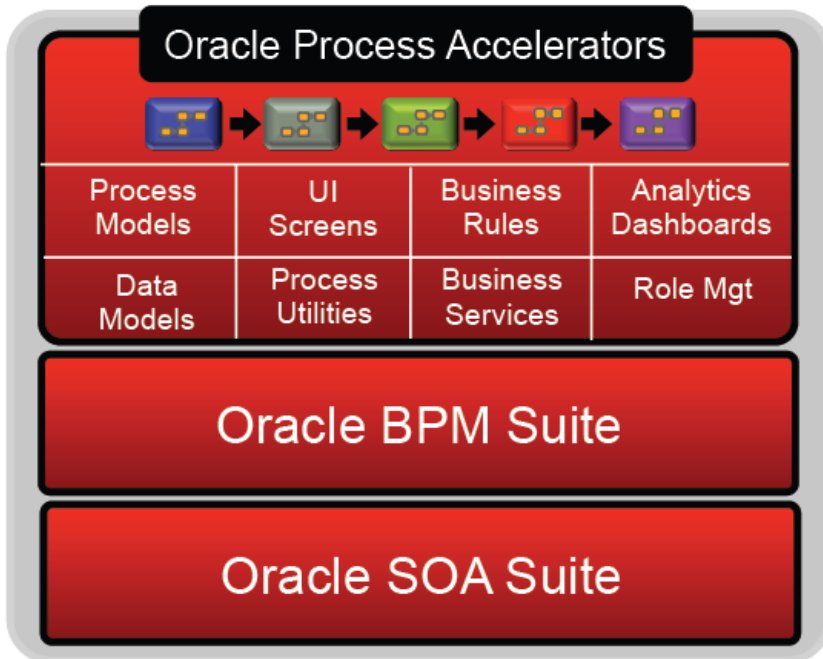 Oracle Process Accelerators
Process
Models
UI
Screens
Business
Rules
Analytics
Dashboards
Data
Models
Process
Utilities
Business
Services
Role Mgt
Oracle BPM Suite
Oracle SOA Suite